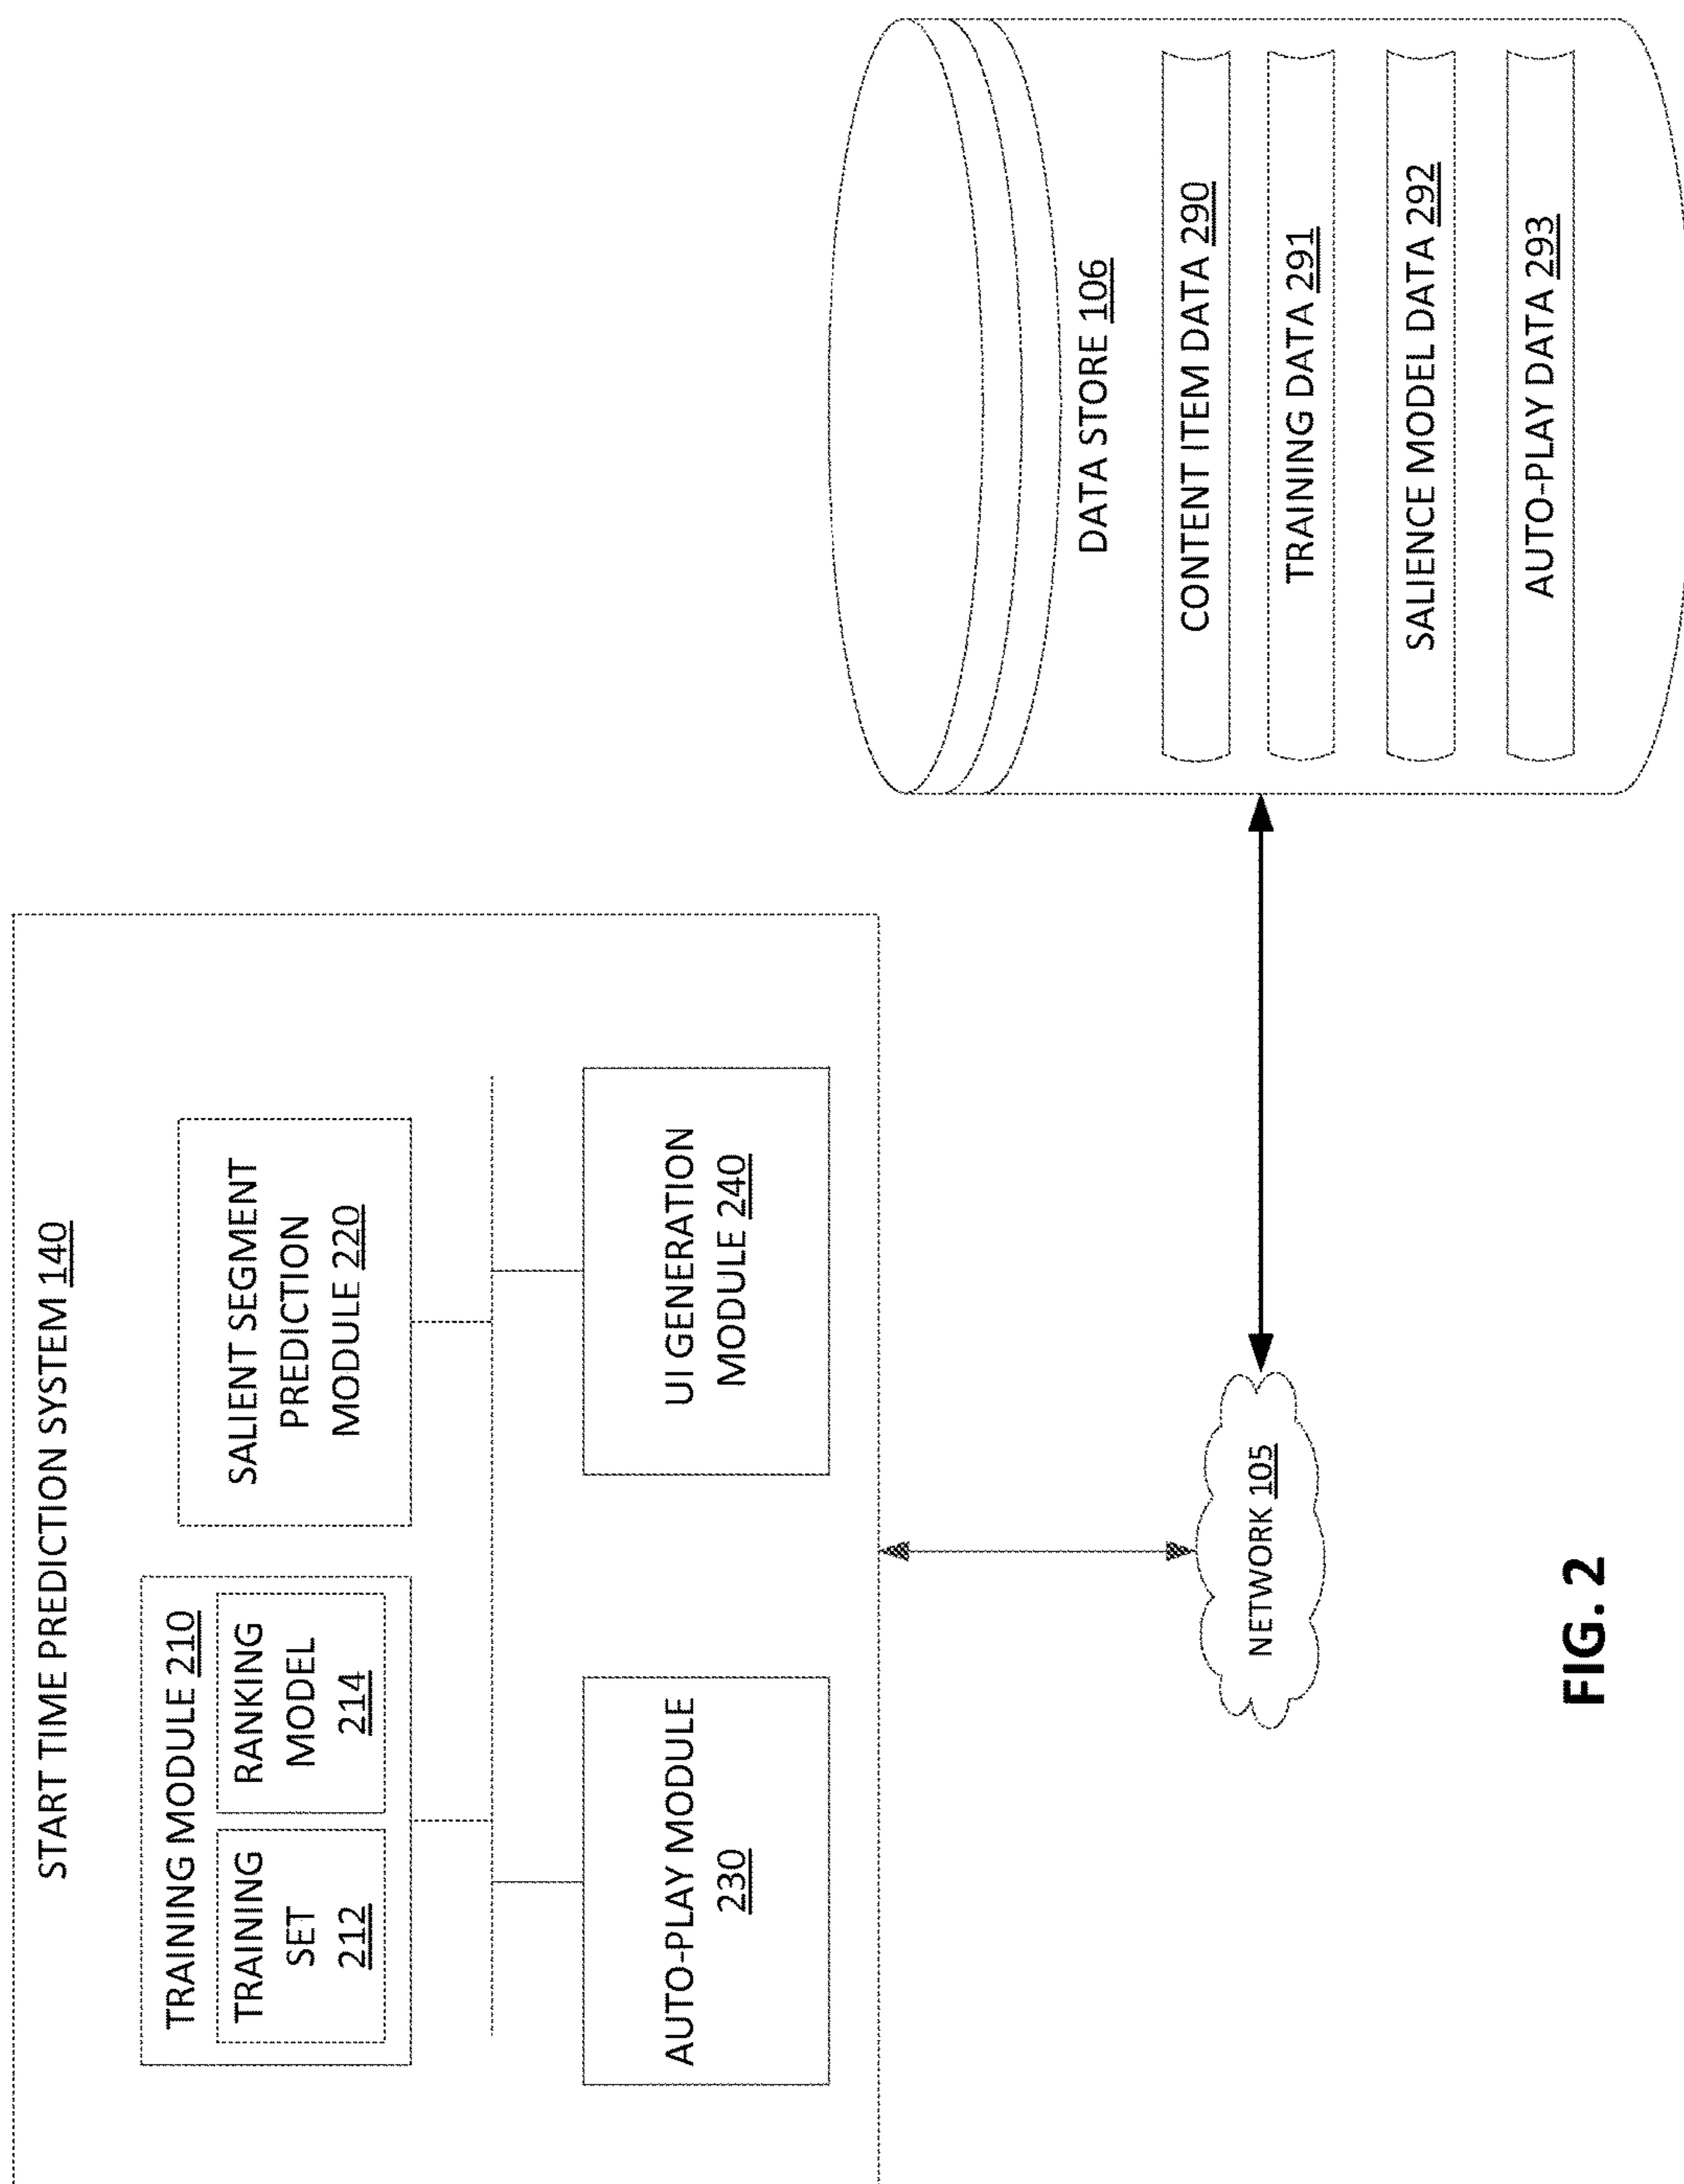 START TIME PREDICTION SYSTEM 140
TRAINING MODULE 210
TRAINING
SET
212
RANKING
MODEL
214
SALIENT SEGMENT
PREDICTION
MODULE 220
AUTO-PLAY MODULE
230
UI GENERATION
MODULE 240
NETWORK 105
DATA STORE 106
CONTENT ITEM DATA 290
TRAINING DATA 291
SALIENCE MODEL DATA 292
AUTO-PLAY DATA 293
FIG. 2